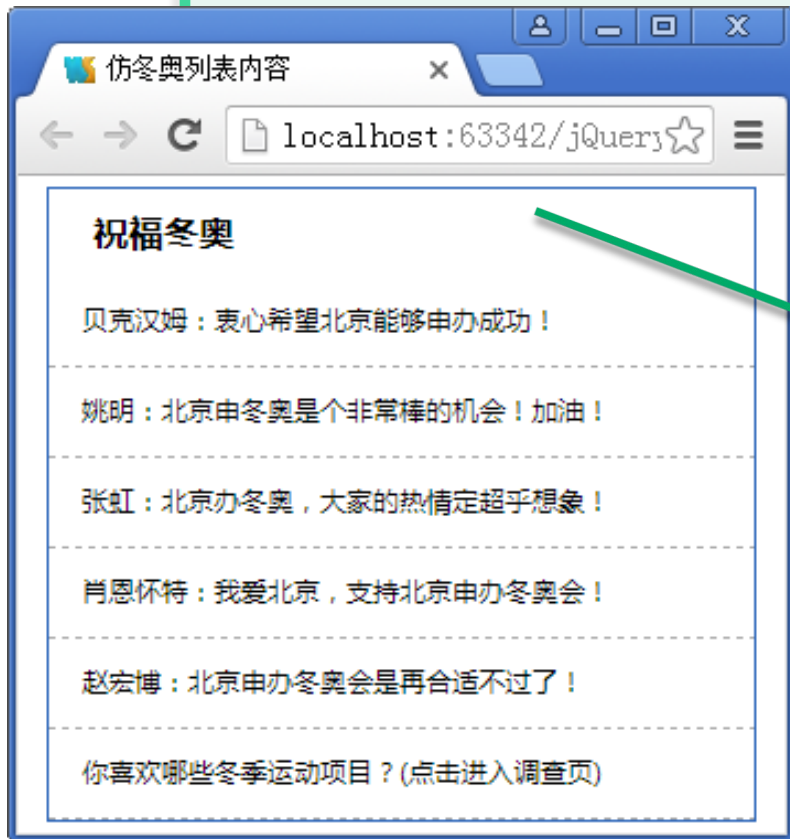 仿冬奥列表内容
localhost:63342/jQuery
祝福冬奥
贝克汉姆：衷心希望北京能够申办成功！
姚明：北京申冬奥是个非常棒的机会！加油！
张虹：北京办冬奥，大家的热情定超乎想象！
肖恩怀特：我爱北京，支持北京申办冬奥会！
赵宏博：北京申办冬奥会是再合适不过了！
你喜欢哪些冬季运动项目？(点击进入调查页)